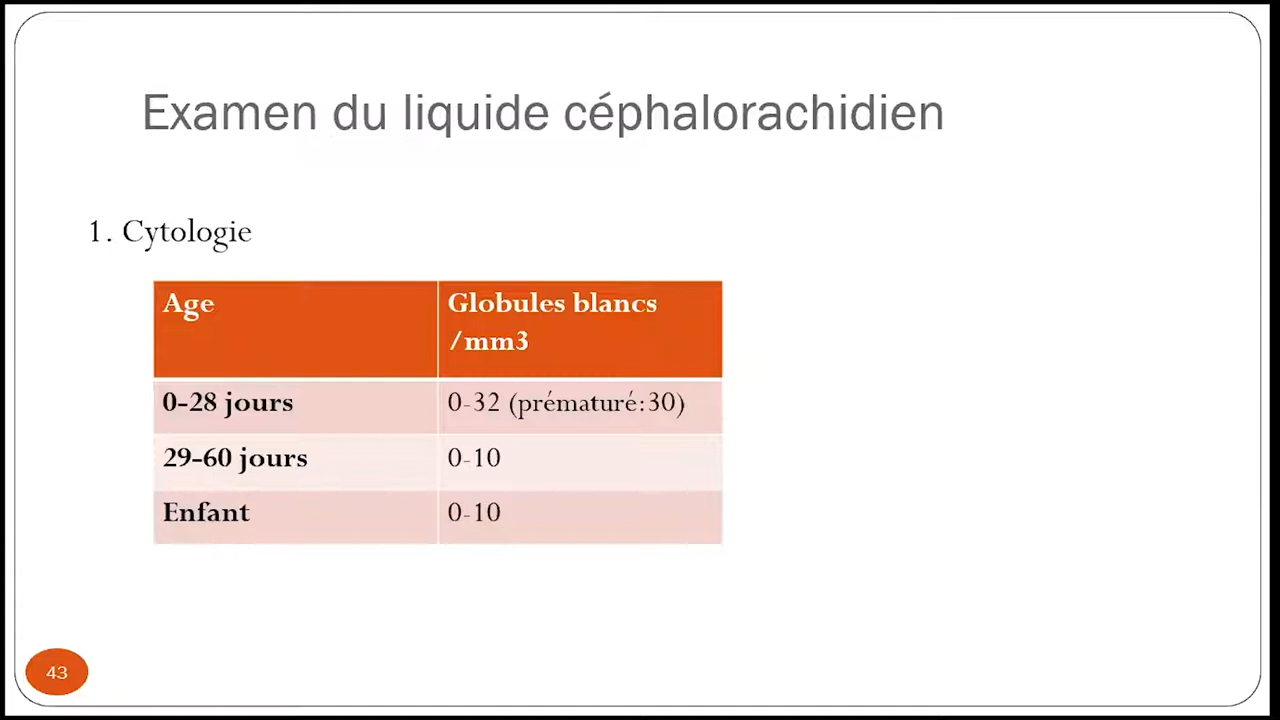 Examen du liquide céphalorachidien
1. Cytologie
Age
Globules blancs
/mm3
0-28 jours
0-32 (prématuré:30)
29-60 jours
0-10
Enfant
0-10
43